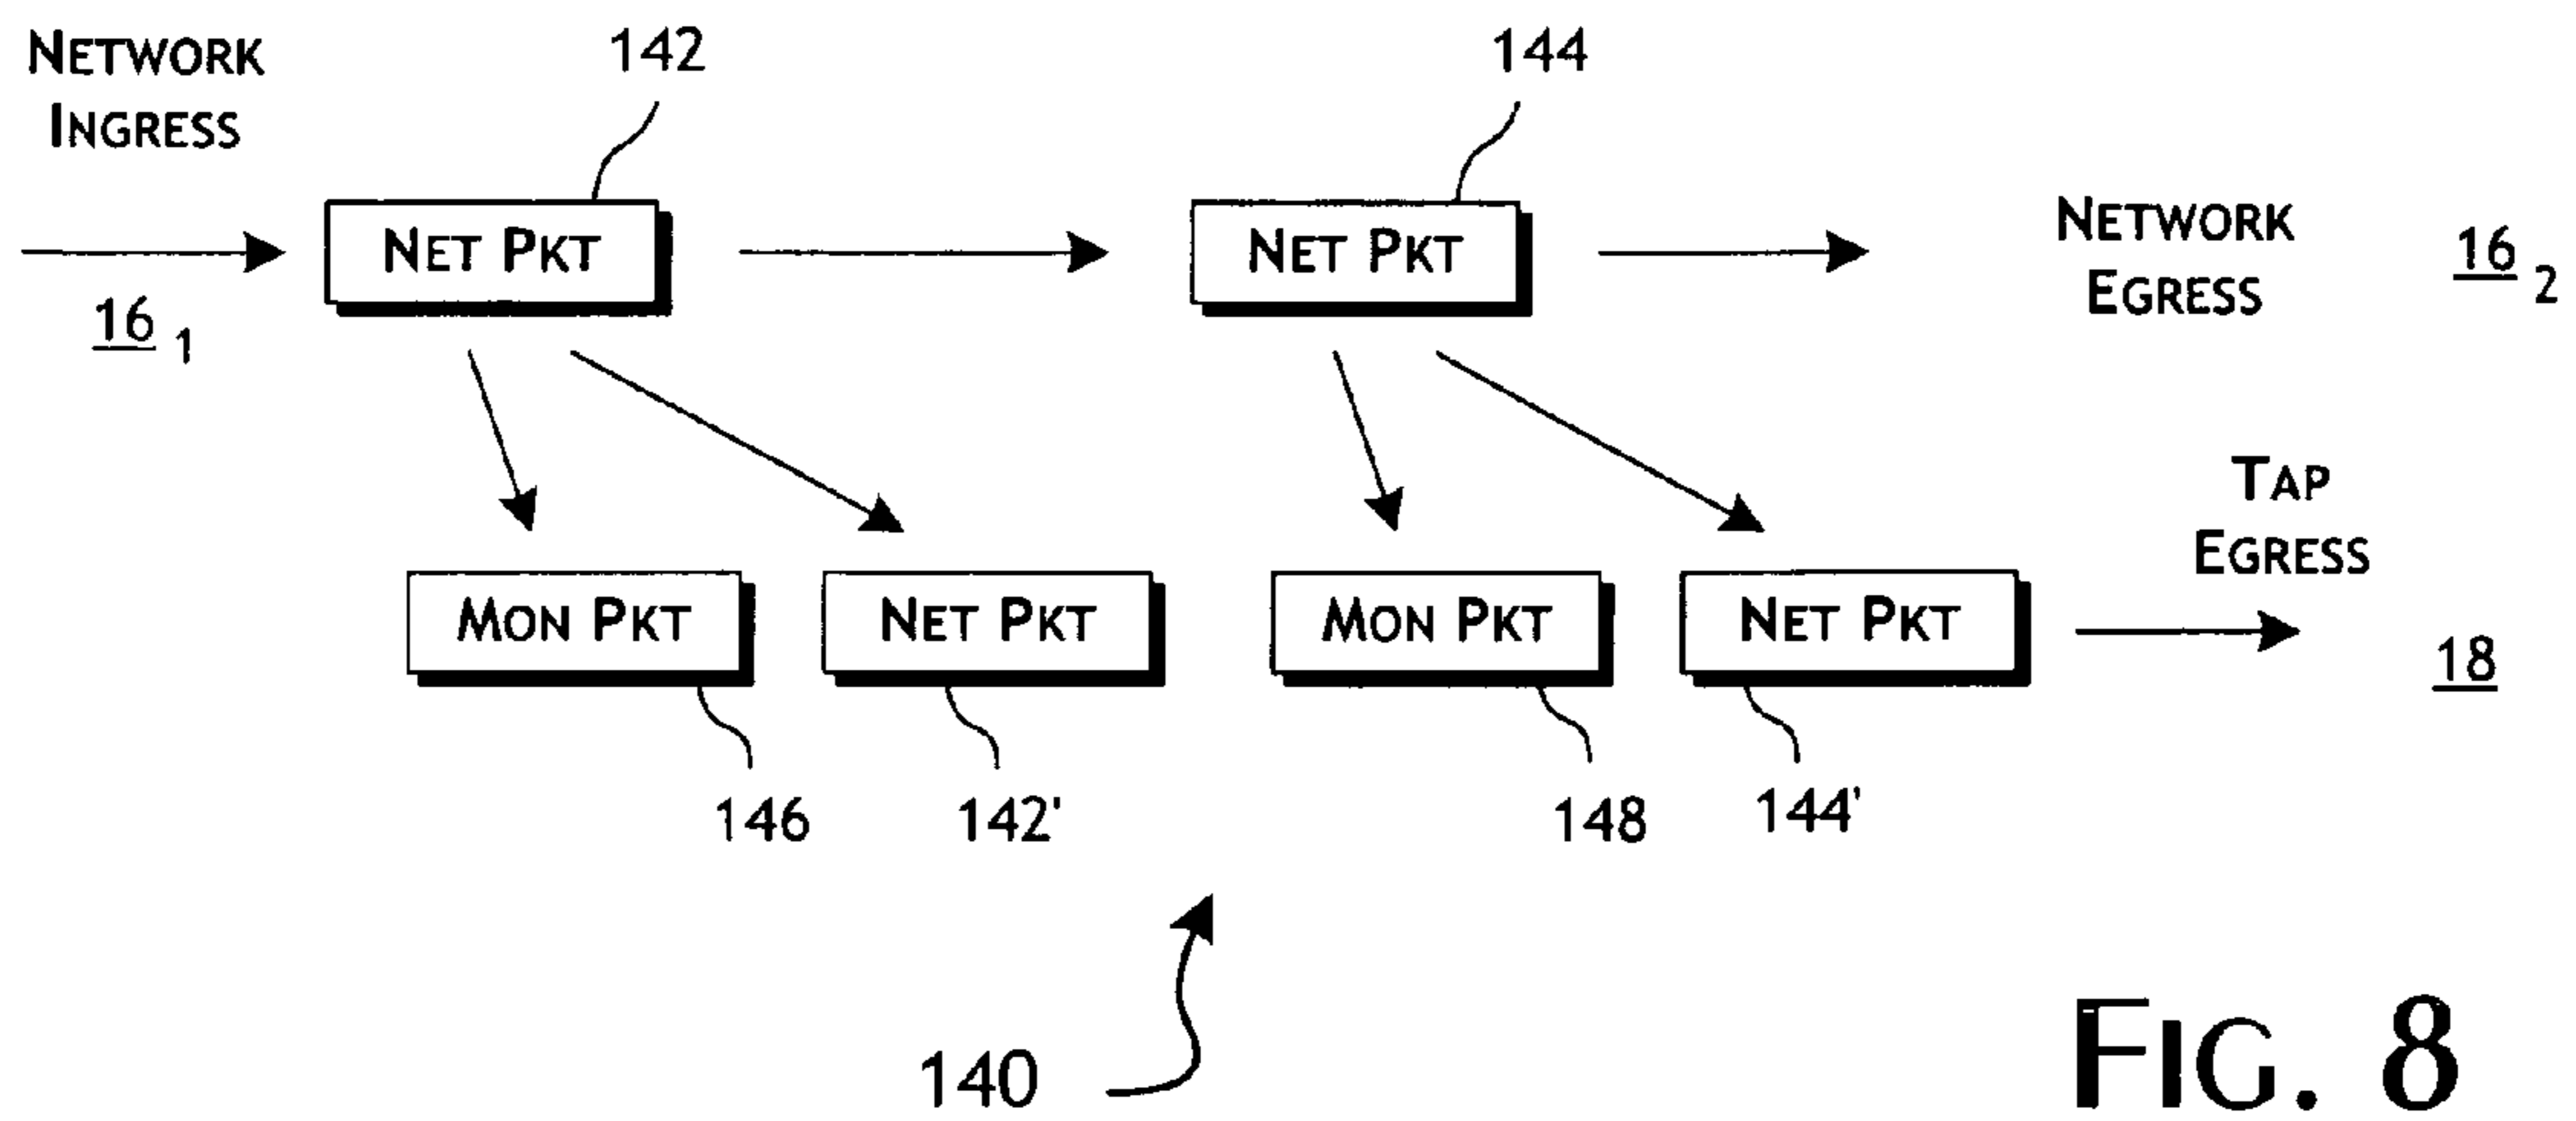 NETWORK
INGRESS
142
144
NET PKT
NET PKT
NETWORK
EGRESS
16 2
16 1
TAP
EGRESS
MON PKT
NET PKT
MON PKT
NET PKT
18
146
142'
148
144'
140
FIG. 8